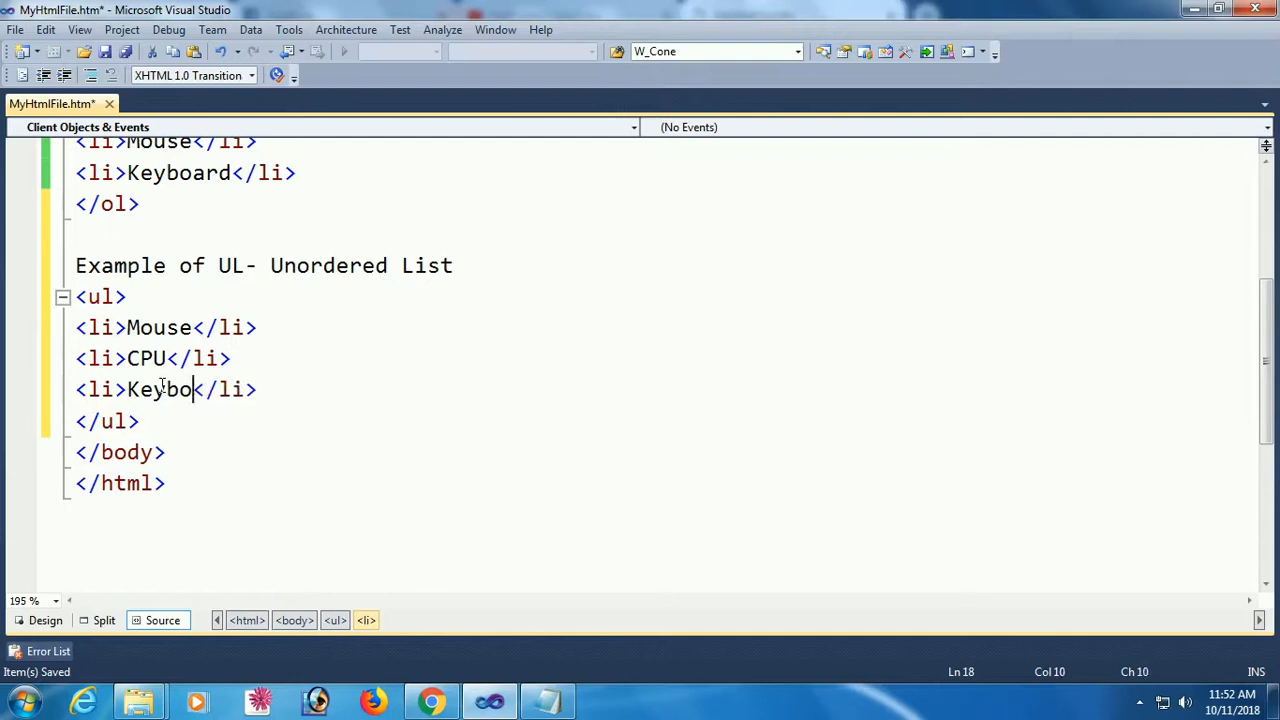 MyHtmlFile.htm* - Microsoft Visual Studio
File Edit View Project Debug Team Data Tools Architecture Test Analyze Window Help
W_Cone
XHTML 1.0 Transition
MyHtmlFile.htm*
Client Objects & Events (No Events)
<li>Mouse</li>
<li>Keyboard</li>
</ol>
Example of UL- Unordered List
<ul>
<li>Mouse</li>
<li>CPU</li>
<li>Keybo</li>
</ul>
</body>
</html>
195 %
Design Split Source <html> <body> <ul> <li>
Error List
Item(s) Saved Ln 18 Col 10 Ch 10 INS
11:52 AM
10/11/2018